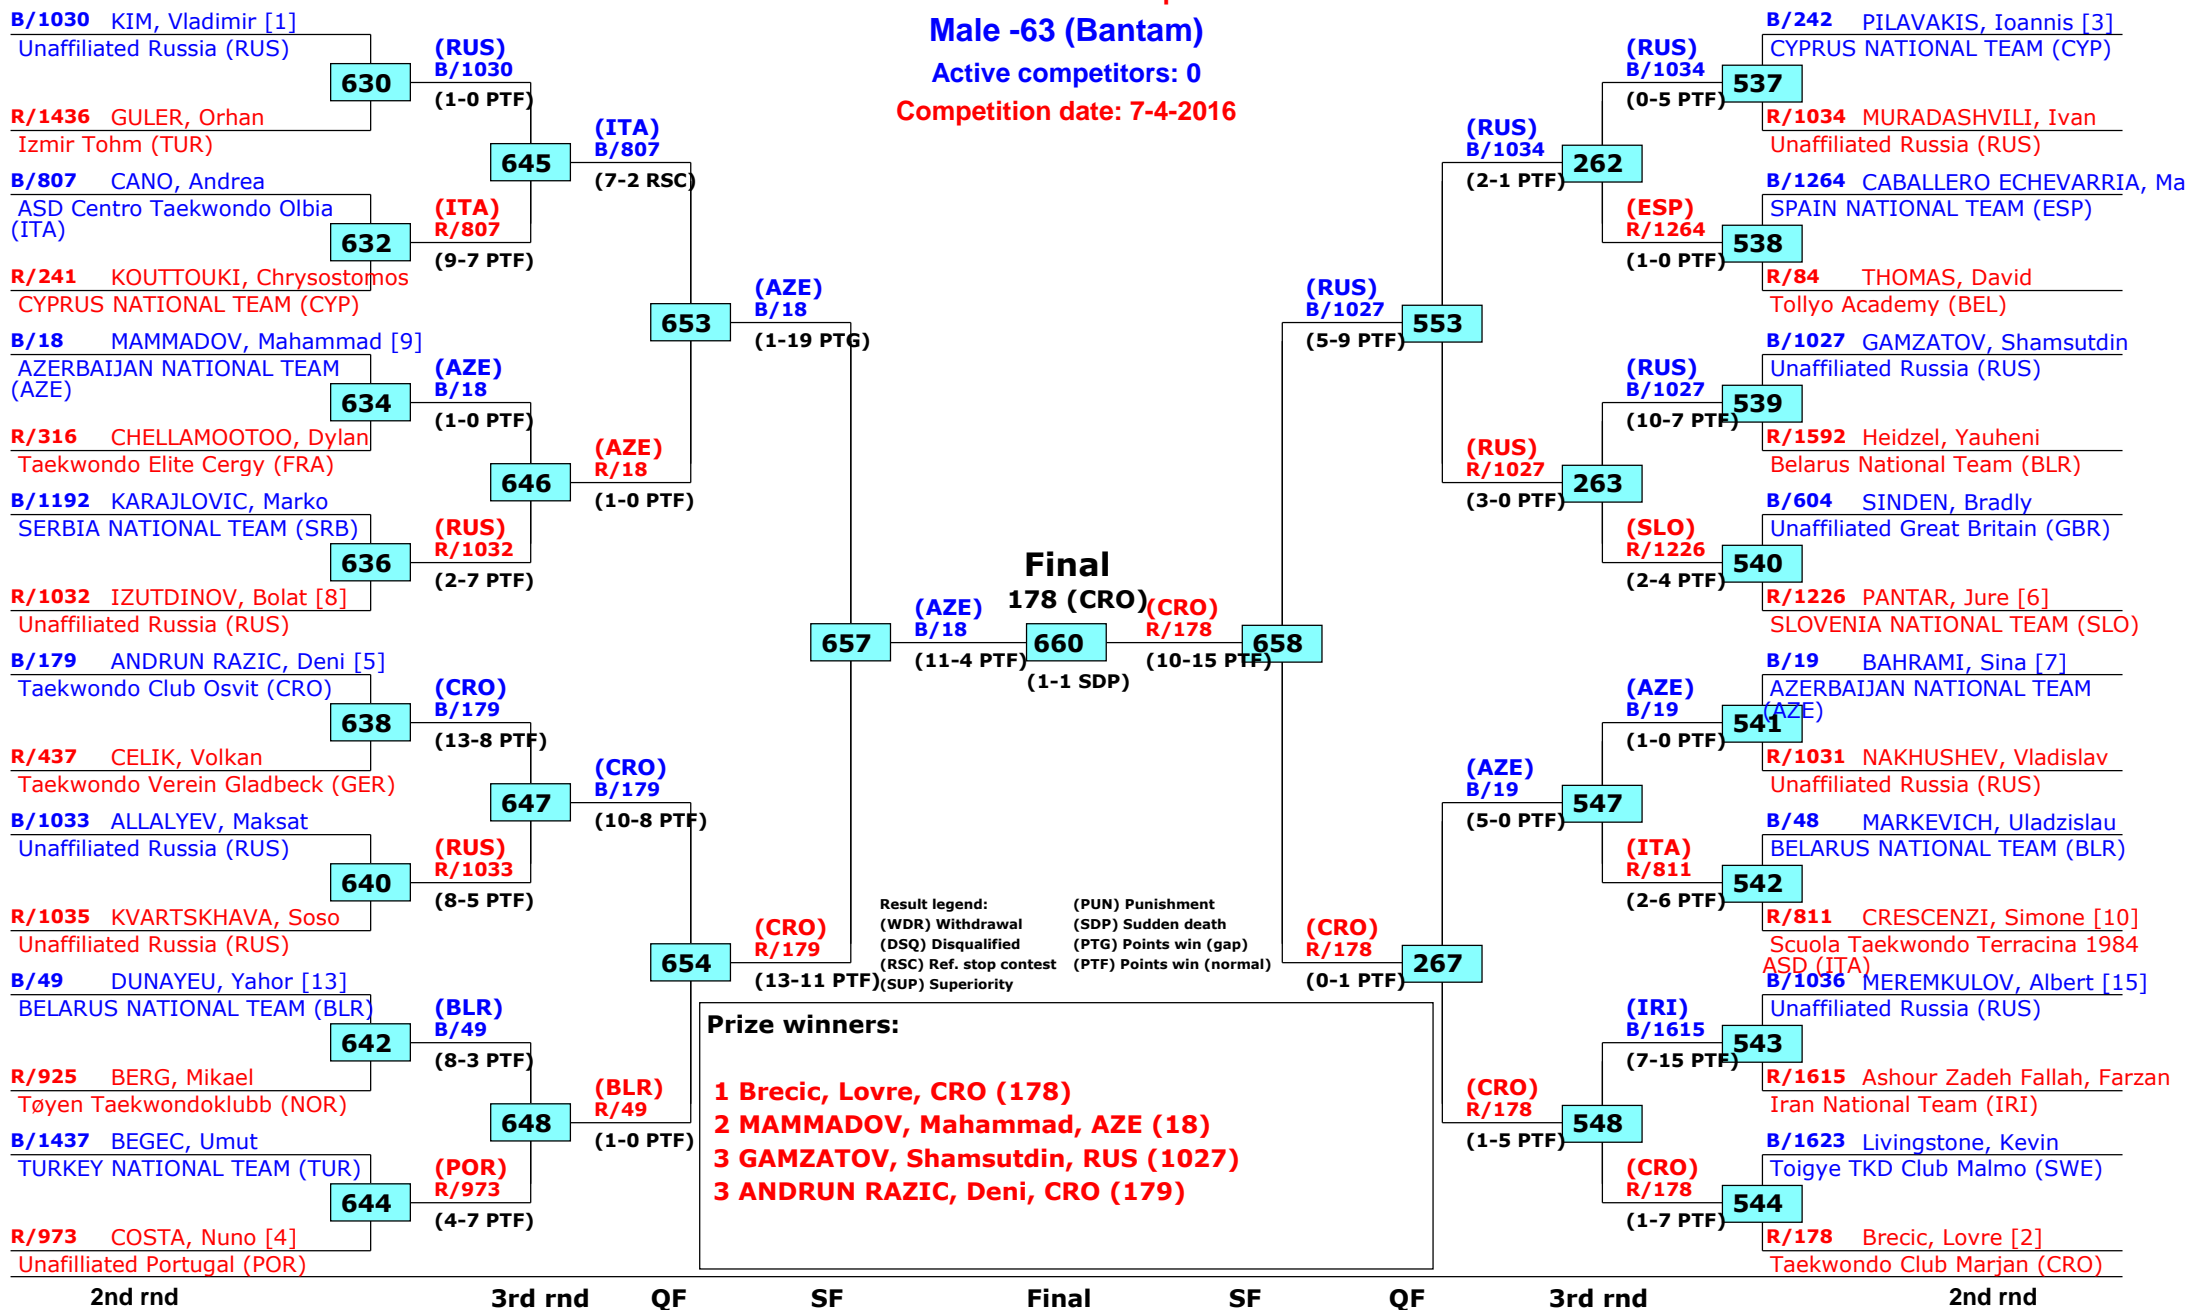 Male -63 (Bantam)
Active competitors: 0
Competition date: 7-4-2016
B/1030 KIM, Vladimir [1]
Unaffiliated Russia (RUS)
630
R/1436 GULER, Orhan
Izmir Tohm (TUR)
B/807 CANO, Andrea
ASD Centro Taekwondo Olbia
(ITA)
632
R/241 KOUTTOUKI, Chrysostomos
CYPRUS NATIONAL TEAM (CYP)
B/18 MAMMADOV, Mahammad [9]
AZERBAIJAN NATIONAL TEAM
(AZE)
634
R/316 CHELLAMOOTOO, Dylan
Taekwondo Elite Cergy (FRA)
B/1192 KARAJLOVIC, Marko
SERBIA NATIONAL TEAM (SRB)
636
R/1032 IZUTDINOV, Bolat [8]
Unaffiliated Russia (RUS)
B/179 ANDRUN RAZIC, Deni [5]
Taekwondo Club Osvit (CRO)
638
R/437 CELIK, Volkan
Taekwondo Verein Gladbeck (GER)
B/1033 ALLALYEV, Maksat
Unaffiliated Russia (RUS)
640
R/1035 KVARTSKHAVA, Soso
Unaffiliated Russia (RUS)
B/49 DUNAYEU, Yahor [13]
BELARUS NATIONAL TEAM (BLR)
642
R/925 BERG, Mikael
Tøyen Taekwondoklubb (NOR)
B/1437 BEGEC, Umut
TURKEY NATIONAL TEAM (TUR)
644
R/973 COSTA, Nuno [4]
Unafilliated Portugal (POR)
(RUS)
B/1030
(1-0 PTF)
645
(ITA)
R/807
(9-7 PTF)
(AZE)
B/18
(1-0 PTF)
646
(RUS)
R/1032
(2-7 PTF)
(CRO)
B/179
(13-8 PTF)
647
(RUS)
R/1033
(8-5 PTF)
(BLR)
B/49
(8-3 PTF)
648
(POR)
R/973
(4-7 PTF)
(ITA)
B/807
(7-2 RSC)
653
(AZE)
R/18
(1-0 PTF)
(CRO)
B/179
(10-8 PTF)
654
(BLR)
R/49
(1-0 PTF)
(AZE)
B/18
(1-19 PTG)
657
(CRO)
R/179
(13-11 PTF)
(AZE)
B/18
(11-4 PTF)
Final
178 (CRO)
660
(1-1 SDP)
(CRO)
R/178
(10-15 PTF)
658
(RUS)
B/1027
(5-9 PTF)
553
(CRO)
R/178
(0-1 PTF)
267
(RUS)
B/1034
(2-1 PTF)
262
(RUS)
R/1027
(3-0 PTF)
263
(AZE)
B/19
(5-0 PTF)
547
(CRO)
R/178
(1-5 PTF)
548
(RUS)
B/1034
(0-5 PTF)
(ESP)
R/1264
(1-0 PTF)
(RUS)
B/1027
(10-7 PTF)
(SLO)
R/1226
(2-4 PTF)
(AZE)
B/19
(1-0 PTF)
(ITA)
R/811
(2-6 PTF)
(IRI)
B/1615
(7-15 PTF)
(CRO)
R/178
(1-7 PTF)
B/242 PILAVAKIS, Ioannis [3]
CYPRUS NATIONAL TEAM (CYP)
537
R/1034 MURADASHVILI, Ivan
Unaffiliated Russia (RUS)
B/1264 CABALLERO ECHEVARRIA, Ma
SPAIN NATIONAL TEAM (ESP)
538
R/84 THOMAS, David
Tollyo Academy (BEL)
B/1027 GAMZATOV, Shamsutdin
Unaffiliated Russia (RUS)
539
R/1592 Heidzel, Yauheni
Belarus National Team (BLR)
B/604 SINDEN, Bradly
Unaffiliated Great Britain (GBR)
540
R/1226 PANTAR, Jure [6]
SLOVENIA NATIONAL TEAM (SLO)
B/19 BAHRAMI, Sina [7]
AZERBAIJAN NATIONAL TEAM
(AZE)
541
R/1031 NAKHUSHEV, Vladislav
Unaffiliated Russia (RUS)
B/48 MARKEVICH, Uladzislau
BELARUS NATIONAL TEAM (BLR)
542
R/811 CRESCENZI, Simone [10]
Scuola Taekwondo Terracina 1984
ASD (ITA)
B/1036 MEREMKULOV, Albert [15]
Unaffiliated Russia (RUS)
543
R/1615 Ashour Zadeh Fallah, Farzan
Iran National Team (IRI)
B/1623 Livingstone, Kevin
Toigye TKD Club Malmo (SWE)
544
R/178 Brecic, Lovre [2]
Taekwondo Club Marjan (CRO)
Result legend:
(WDR) Withdrawal
(DSQ) Disqualified
(RSC) Ref. stop contest
(SUP) Superiority
(PUN) Punishment
(SDP) Sudden death
(PTG) Points win (gap)
(PTF) Points win (normal)
Prize winners:
1 Brecic, Lovre, CRO (178)
2 MAMMADOV, Mahammad, AZE (18)
3 GAMZATOV, Shamsutdin, RUS (1027)
3 ANDRUN RAZIC, Deni, CRO (179)
2nd rnd 3rd rnd QF SF Final SF QF 3rd rnd 2nd rnd